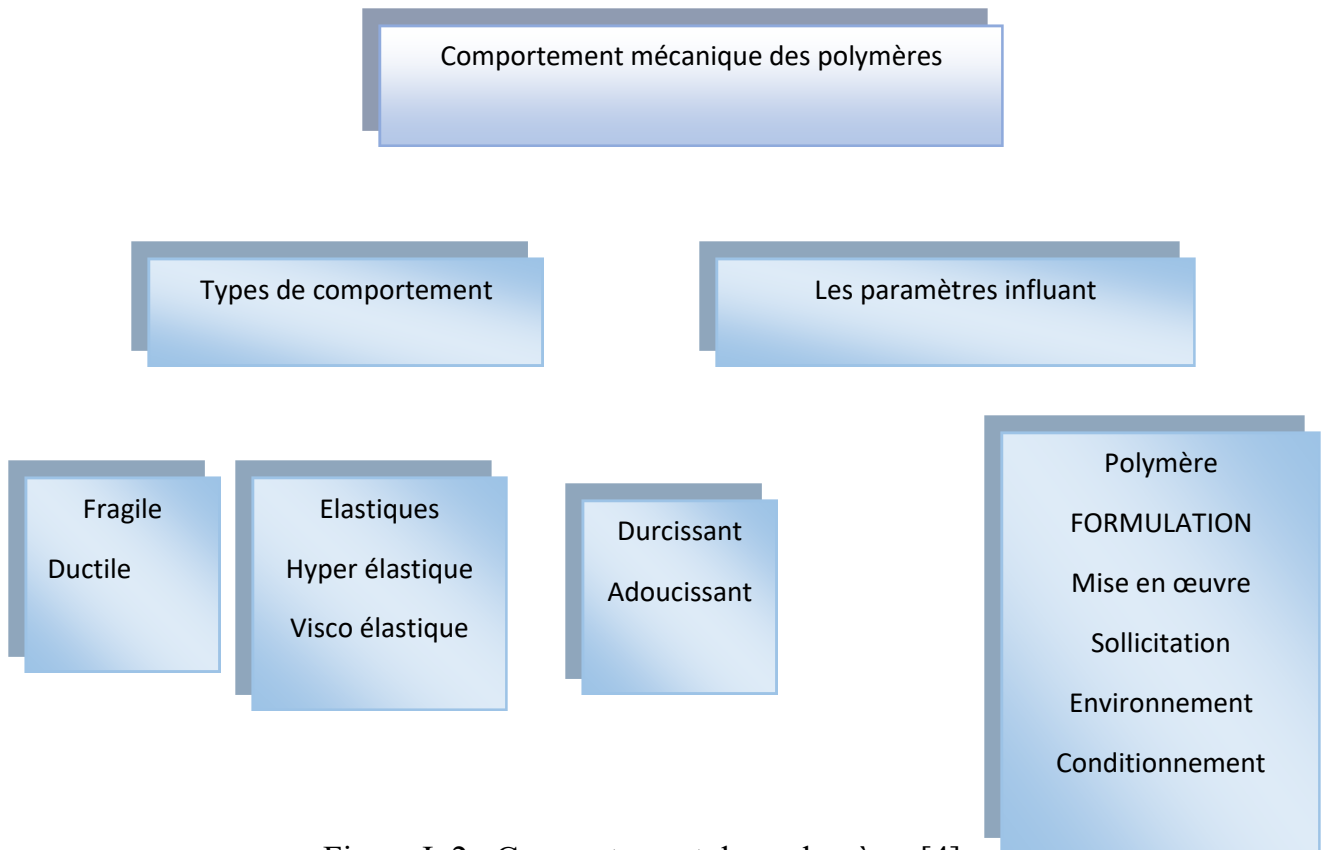 Comportement mécanique des polymères
Types de comportement
Les paramètres influant
Fragile
Ductile
Elastiques
Hyper élastique
Visco élastique
Durcissant
Adoucissant
Polymère
FORMULATION
Mise en œuvre
Sollicitation
Environnement
Conditionnement
[4]